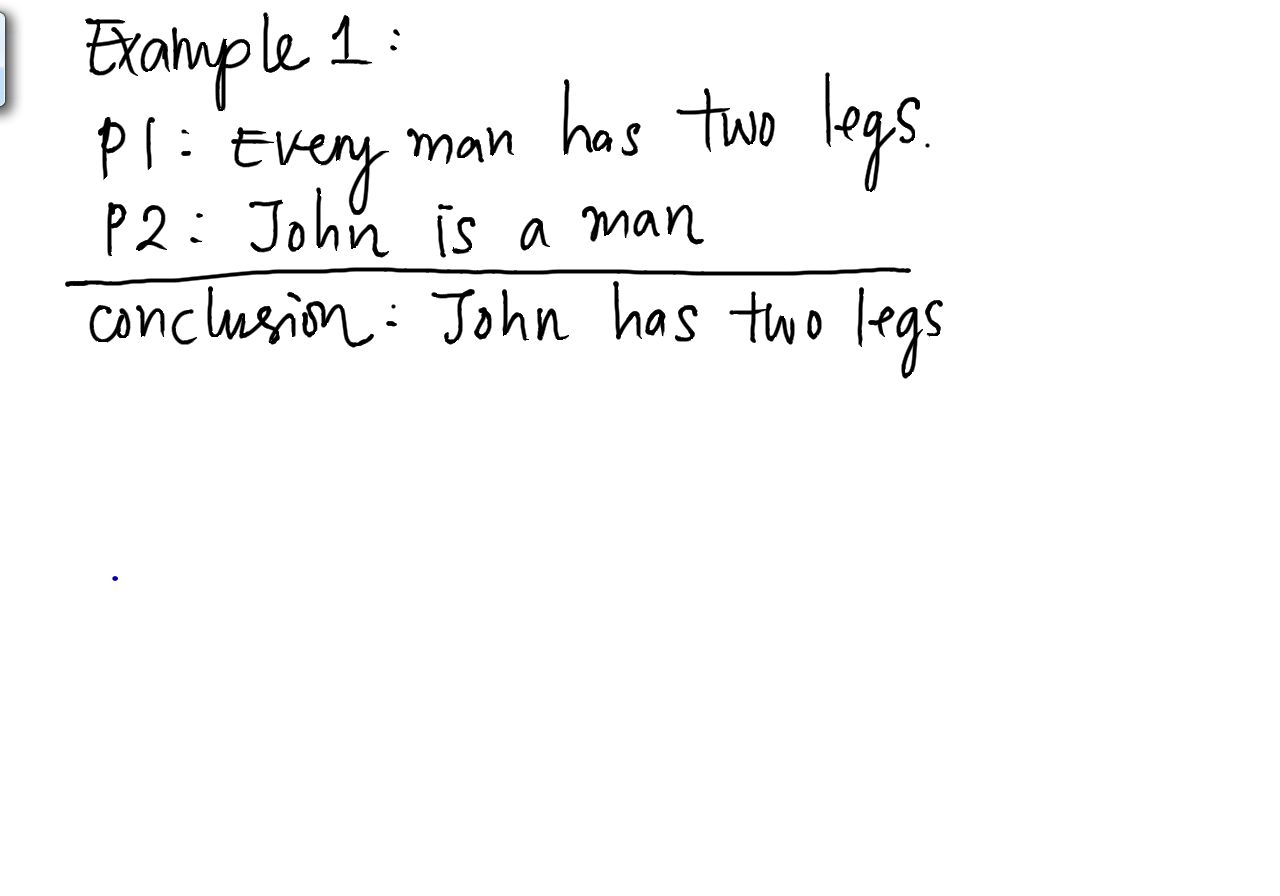 Example 1:
P1: Every man has two legs.
P2: John is a man
conclusion: John has two legs